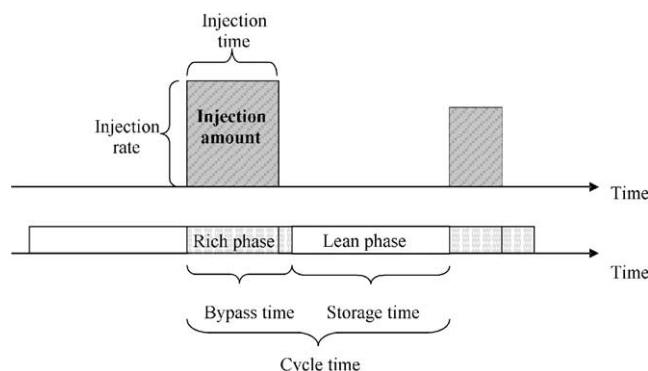 Injection
time
Injection
rate
Injection
amount
Time
Rich phase
Lean phase
Time
Bypass time
Storage time
Cycle time